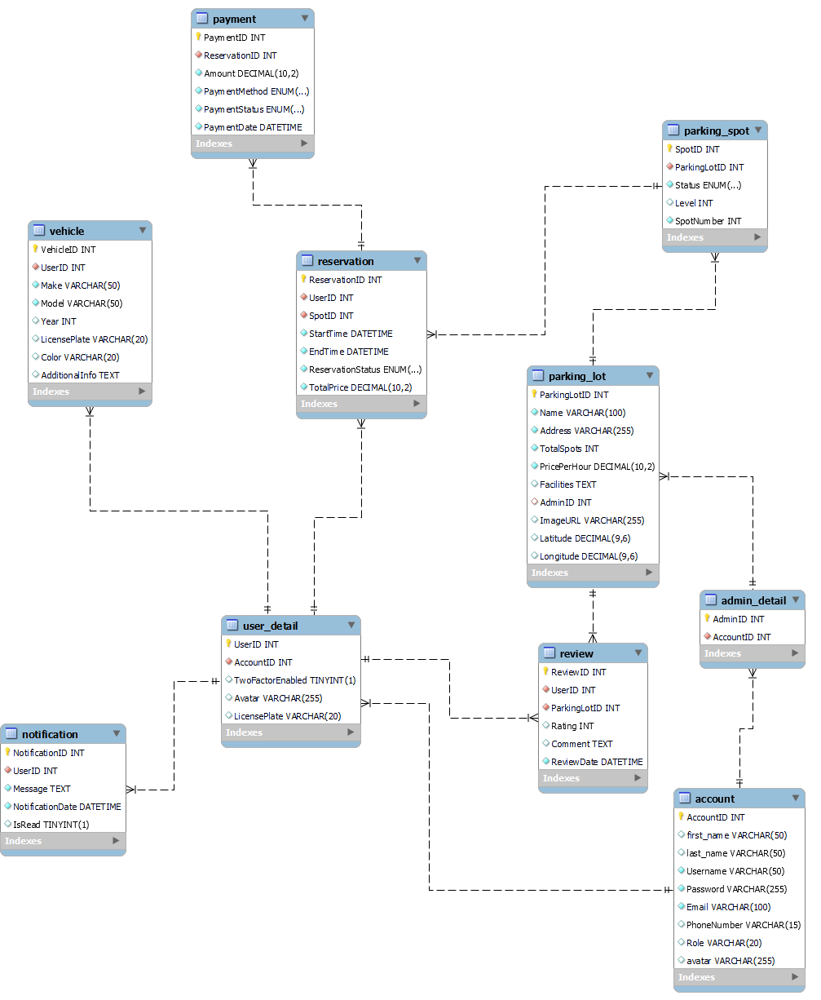 payment
PaymentID INT
ReservationID INT
Amount DECIMAL(10,2)
PaymentMethod ENUM(...)
PaymentStatus ENUM(...)
PaymentDate DATETIME
Indexes
parking_spot
SpotID INT
ParkingLotID INT
Status ENUM(...)
Level INT
SpotNumber INT
Indexes
vehicle
VehicleID INT
UserID INT
Make VARCHAR(50)
Model VARCHAR(50)
Year INT
LicensePlate VARCHAR(20)
Color VARCHAR(20)
AdditionalInfo TEXT
Indexes
reservation
ReservationID INT
UserID INT
SpotID INT
StartTime DATETIME
EndTime DATETIME
ReservationStatus ENUM(...)
TotalPrice DECIMAL(10,2)
Indexes
parking_lot
ParkingLotID INT
Name VARCHAR(100)
Address VARCHAR(255)
TotalSpots INT
PricePerHour DECIMAL(10,2)
Facilities TEXT
AdminID INT
ImageURL VARCHAR(255)
Latitude DECIMAL(9,6)
Longitude DECIMAL(9,6)
Indexes
admin_detail
AdminID INT
AccountID INT
Indexes
user_detail
UserID INT
AccountID INT
TwoFactorEnabled TINYINT(1)
Avatar VARCHAR(255)
LicensePlate VARCHAR(20)
Indexes
review
ReviewID INT
UserID INT
ParkingLotID INT
Rating INT
Comment TEXT
ReviewDate DATETIME
Indexes
notification
NotificationID INT
UserID INT
Message TEXT
NotificationDate DATETIME
IsRead TINYINT(1)
Indexes
account
AccountID INT
first_name VARCHAR(50)
last_name VARCHAR(50)
Username VARCHAR(50)
Password VARCHAR(255)
Email VARCHAR(100)
PhoneNumber VARCHAR(15)
Role VARCHAR(20)
avatar VARCHAR(255)
Indexes